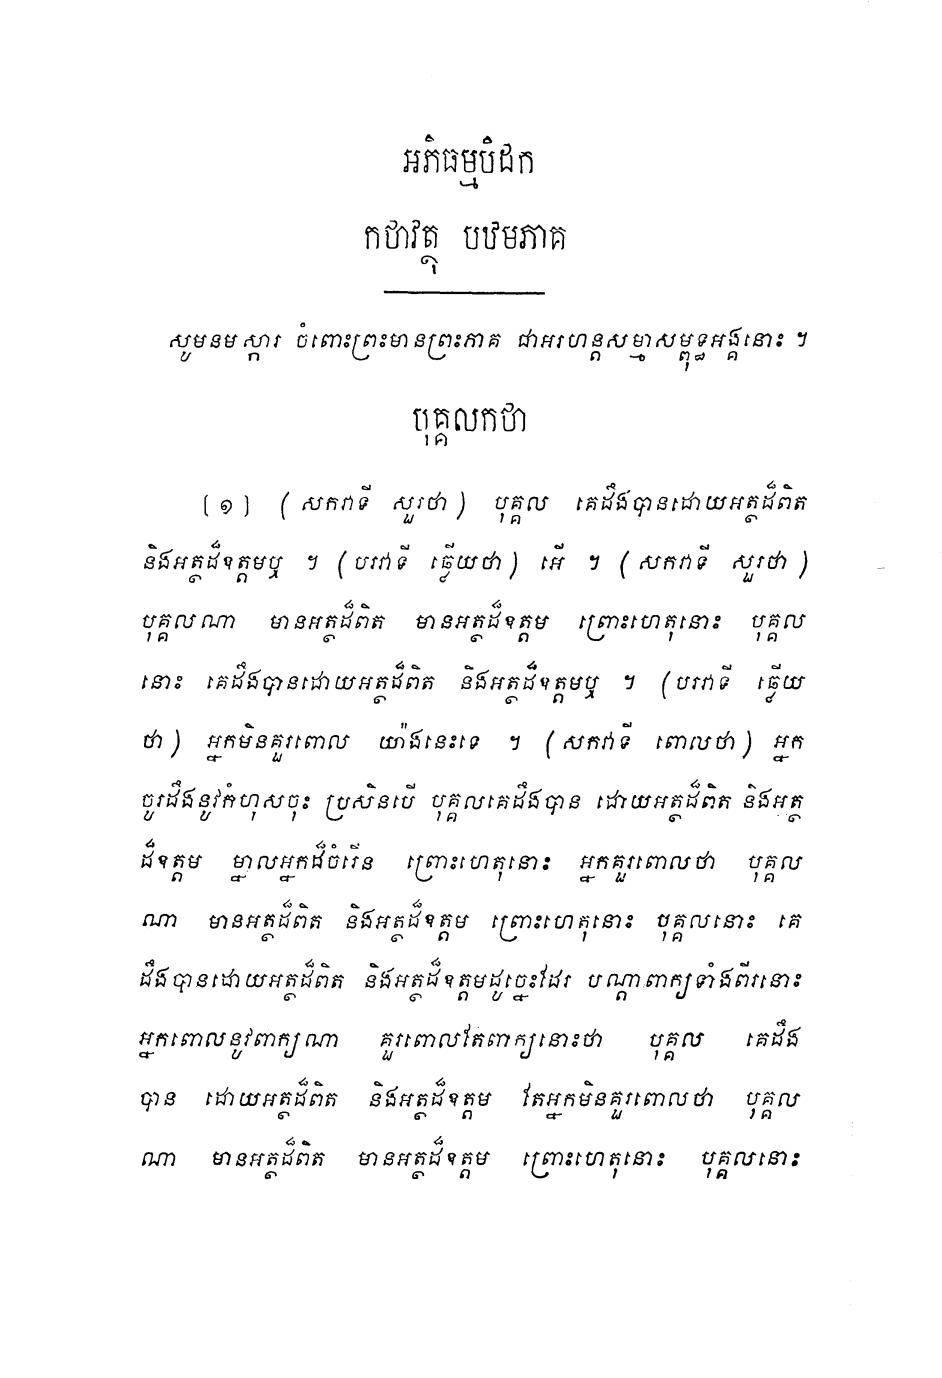 អភិធម្មបិដក
កថាវត្ថុ បឋមភាគ
សូមនមស្ការ ចំពោះព្រះមានព្រះភាគ ជាអរហន្តសម្មាសម្ពុទ្ធអង្គនោះ ។
បុគ្គលកថា
[១] (សកវាទី សួរថា) បុគ្គល គេដឹងបានដោយអត្ថដ៏ពិត
និងអត្ថដ៏ឧត្តមឬ ។ (បរវាទី ឆ្លើយថា) អើ ។ (សកវាទី សួរថា)
បុគ្គលណា មានអត្ថដ៏ពិត មានអត្ថដ៏ឧត្តម ព្រោះហេតុនោះ បុគ្គល
នោះ គេដឹងបានដោយអត្ថដ៏ពិត និងអត្ថដ៏ឧត្តមឬ ។ (បរវាទី ឆ្លើយ
ថា) អ្នកមិនគួរពោល យ៉ាងនេះទេ ។ (សកវាទី ពោលថា) អ្នក
ចូរដឹងនូវកំហុសចុះ ប្រសិនបើ បុគ្គលគេដឹងបាន ដោយអត្ថដ៏ពិត និងអត្ថ
ដ៏ឧត្តម ម្នាលអ្នកដ៏ចំរើន ព្រោះហេតុនោះ អ្នកគួរពោលថា បុគ្គល
ណា មានអត្ថដ៏ពិត និងអត្ថដ៏ឧត្តម ព្រោះហេតុនោះ បុគ្គលនោះ គេ
ដឹងបានដោយអត្ថដ៏ពិត និងអត្ថដ៏ឧត្តមដូច្នេះដែរ បណ្តាពាក្យទាំងពីរនោះ
អ្នកពោលនូវពាក្យណា គួរពោលតែពាក្យនោះថា បុគ្គល គេដឹង
បាន ដោយអត្ថដ៏ពិត និងអត្ថដ៏ឧត្តម តែអ្នកមិនគួរពោលថា បុគ្គល
ណា មានអត្ថដ៏ពិត មានអត្ថដ៏ឧត្តម ព្រោះហេតុនោះ បុគ្គលនោះ